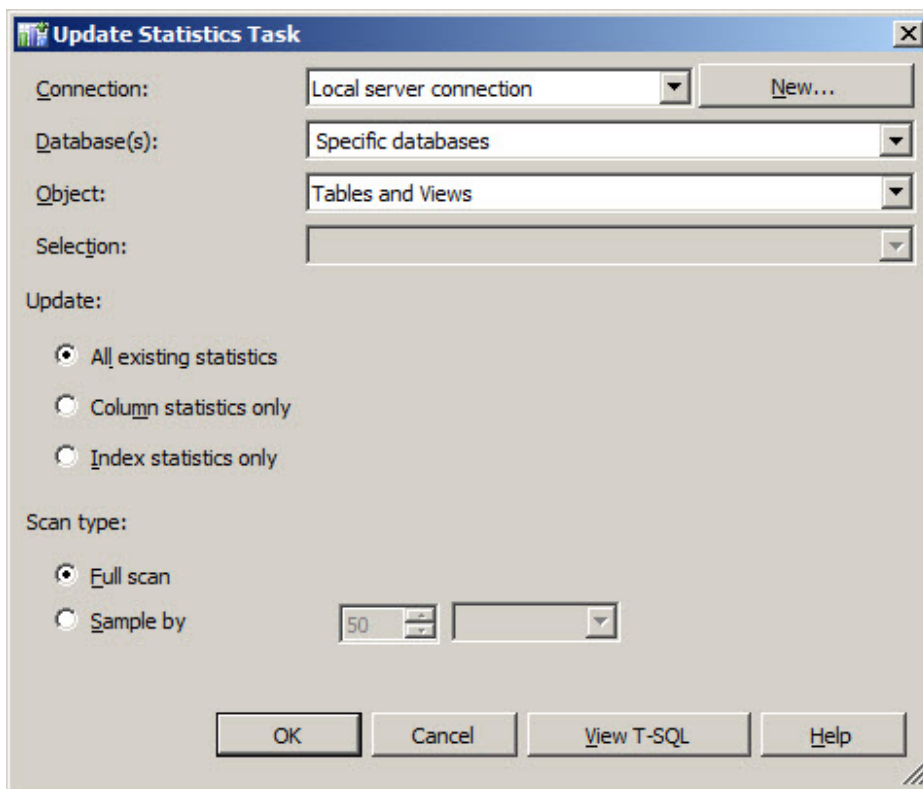 Update Statistics Task
Connection: Local server connection New...
Database(s): Specific databases
Object: Tables and Views
Selection:
Update:
All existing statistics
Column statistics only
Index statistics only
Scan type:
Full scan
Sample by 50
OK Cancel View T-SQL Help